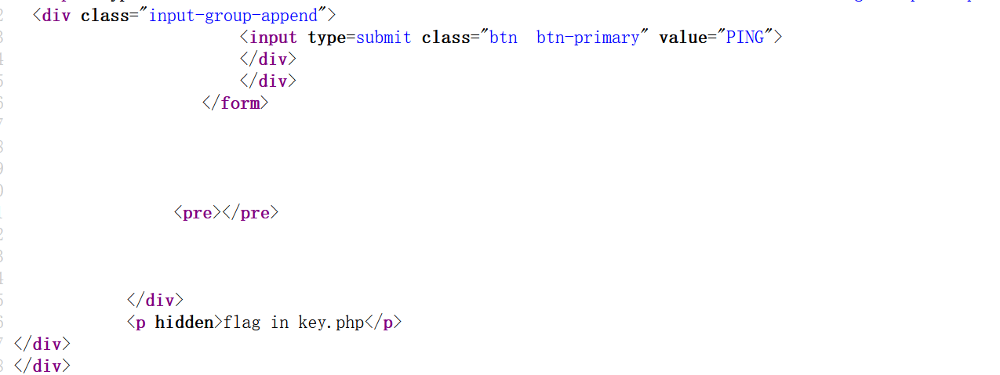 <div class="input-group-append">
<input type=submit class="btn  btn-primary" value="PING">
</div>
</div>
</form>
<pre></pre>
</div>
<p hidden>flag in key.php</p>
</div>
</div>